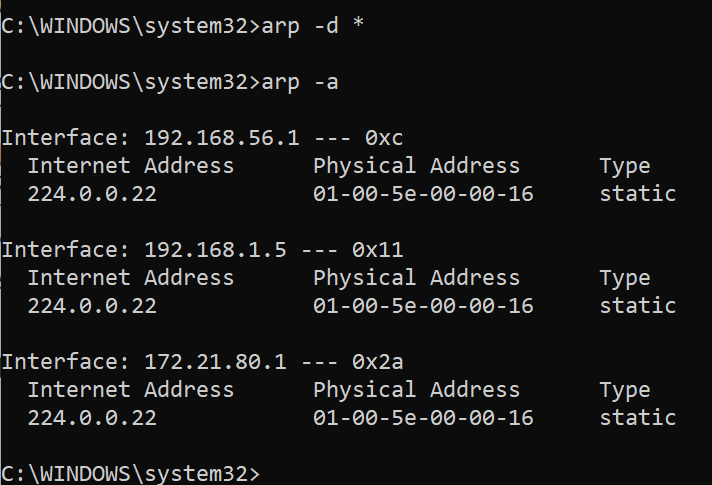 C:\WINDOWS\system32>arp -d *
C:\WINDOWS\system32>arp -a
Interface: 192.168.56.1 --- 0xc
  Internet Address      Physical Address      Type
  224.0.0.22            01-00-5e-00-00-16     static
Interface: 192.168.1.5 --- 0x11
  Internet Address      Physical Address      Type
  224.0.0.22            01-00-5e-00-00-16     static
Interface: 172.21.80.1 --- 0x2a
  Internet Address      Physical Address      Type
  224.0.0.22            01-00-5e-00-00-16     static
C:\WINDOWS\system32>